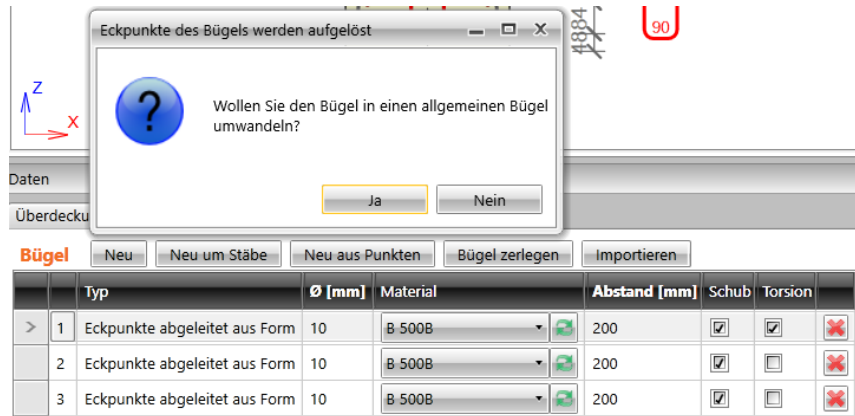 Eckpunkte des Bügels werden aufgelöst
4884
90
Z
X
Wollen Sie den Bügel in einen allgemeinen Bügel
umwandeln?
Ja Nein
Daten
Überdecku
Bügel Neu Neu um Stäbe Neu aus Punkten Bügel zerlegen Importieren
Typ Ø [mm] Material Abstand [mm] Schub Torsion
> 1 Eckpunkte abgeleitet aus Form 10 B 500B 200
2 Eckpunkte abgeleitet aus Form 10 B 500B 200
3 Eckpunkte abgeleitet aus Form 10 B 500B 200